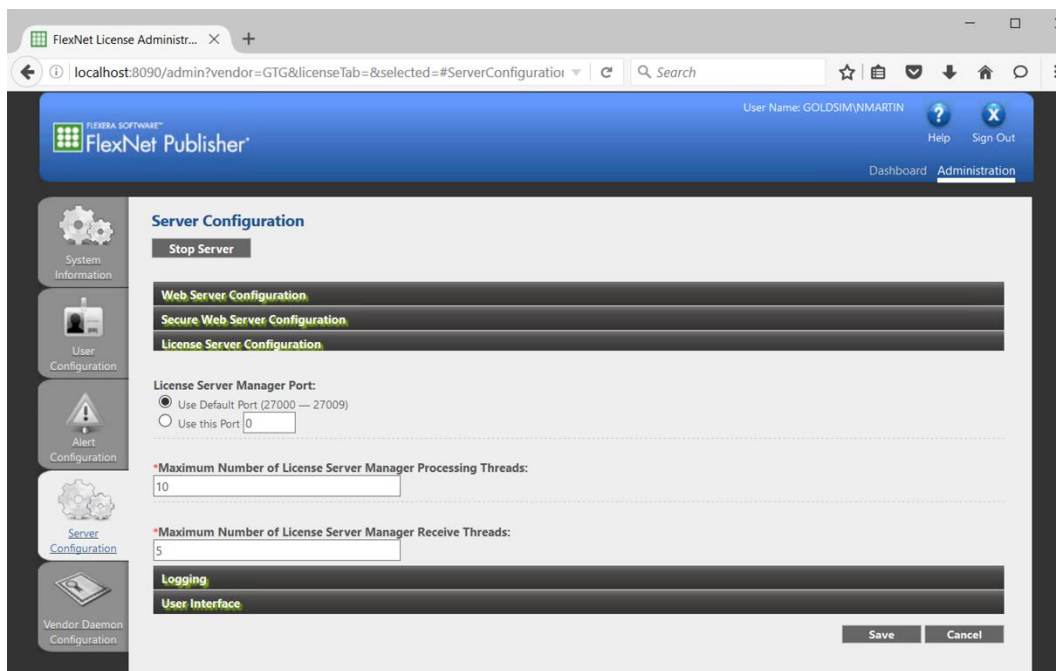 FlexNet License Administr...
localhost:8090/admin?vendor=GTG&licenseTab=&selected=#ServerConfiguration
Search
User Name: GOLDSIM\NMARTIN
FLEXERA SOFTWARE™
FlexNet Publisher
Help
Sign Out
Dashboard
Administration
System
Information
User
Configuration
Alert
Configuration
Server
Configuration
Vendor Daemon
Configuration
Server Configuration
Stop Server
Web Server Configuration
Secure Web Server Configuration
License Server Configuration
License Server Manager Port:
Use Default Port (27000 — 27009)
Use this Port 0
*Maximum Number of License Server Manager Processing Threads:
10
*Maximum Number of License Server Manager Receive Threads:
5
Logging
User Interface
Save
Cancel